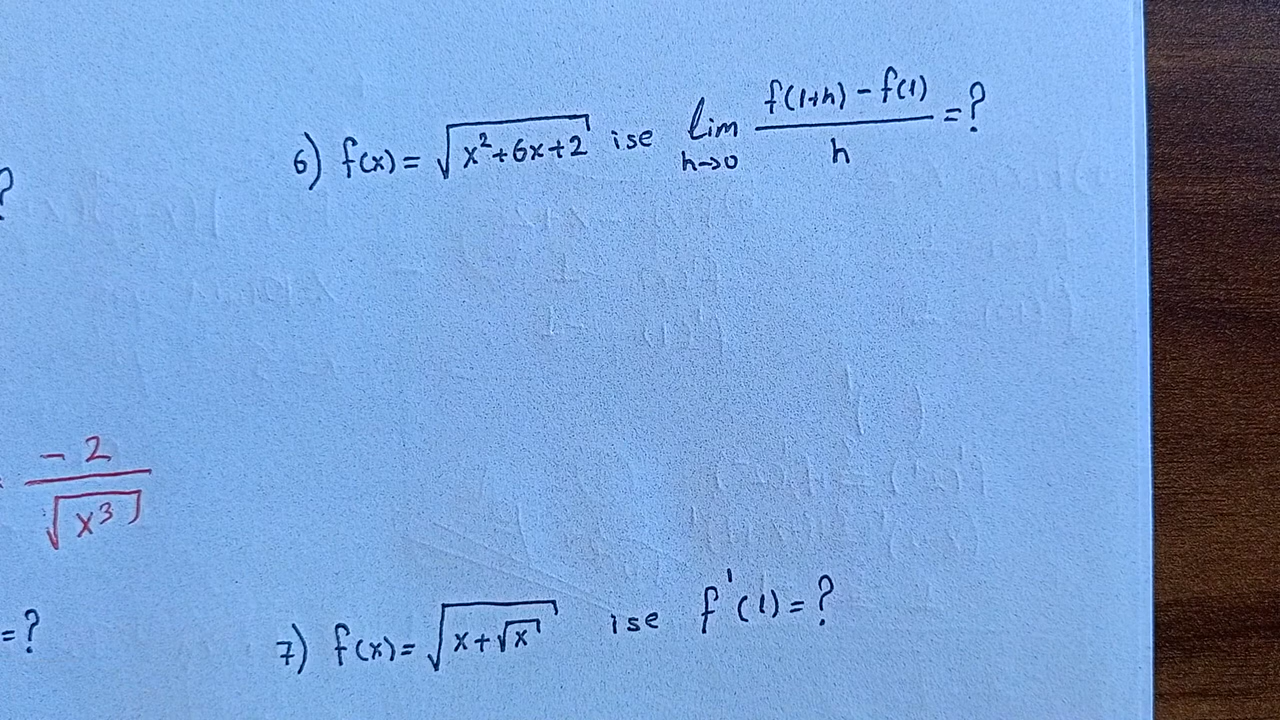 ?
6) f(x) = √(x²+6x+2) ise lim h→0 (f(1+h) - f(1))/h = ?
-2/√(x³)
= ?
7) f(x) = √(x+√x) ise f'(1) = ?